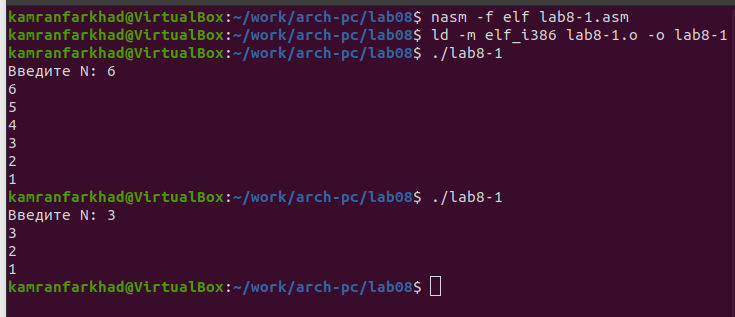 kamranfarkhad@VirtualBox:~/work/arch-pc/lab08$ nasm -f elf lab8-1.asm
kamranfarkhad@VirtualBox:~/work/arch-pc/lab08$ ld -m elf_i386 lab8-1.o -o lab8-1
kamranfarkhad@VirtualBox:~/work/arch-pc/lab08$ ./lab8-1
Введите N: 6
6
5
4
3
2
1
kamranfarkhad@VirtualBox:~/work/arch-pc/lab08$ ./lab8-1
Введите N: 3
3
2
1
kamranfarkhad@VirtualBox:~/work/arch-pc/lab08$